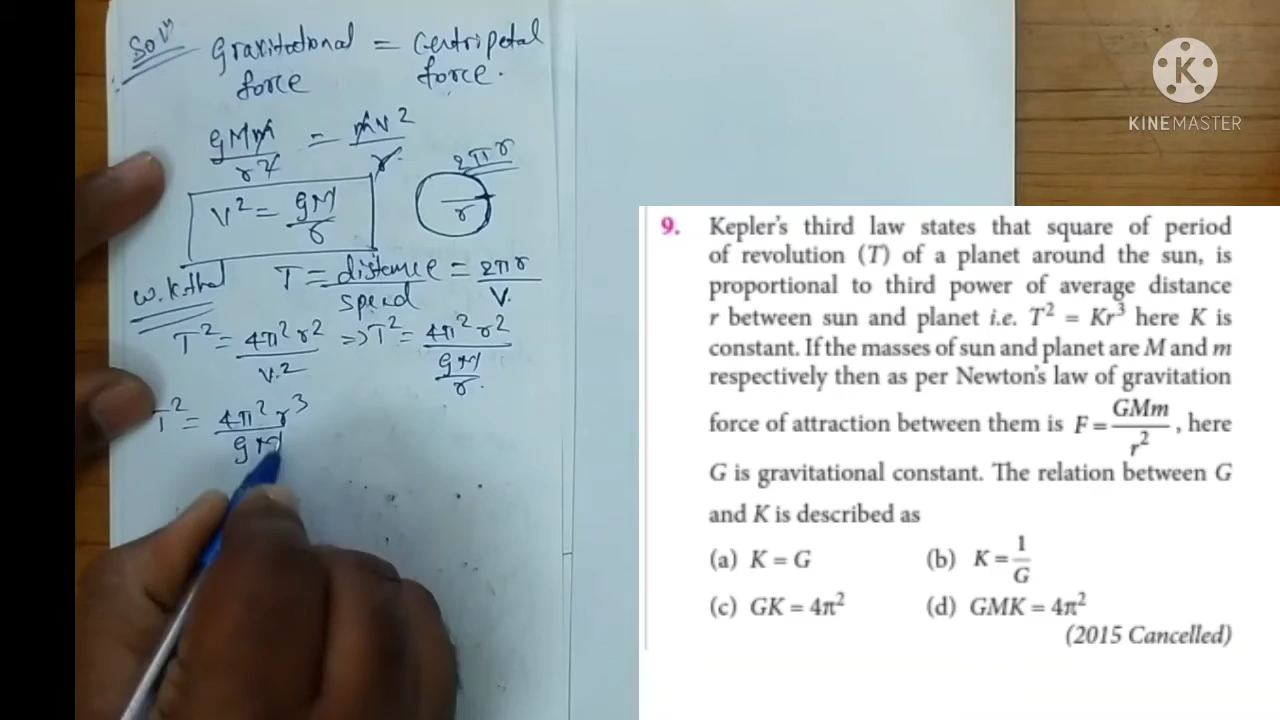 Solⁿ
Gravitational = Centripetal
force force.
GMm/r² = mv²/r
2πr
r
V² = GM/r
W.K.that T = distance/speed = 2πr/V.
T² = 4π²r²/V² => T² = 4π²r²/(GM/r).
T² = 4π²r³/GM
K
KINEMASTER
9. Kepler's third law states that square of period
of revolution (T) of a planet around the sun, is
proportional to third power of average distance
r between sun and planet i.e. T² = Kr³ here K is
constant. If the masses of sun and planet are M and m
respectively then as per Newton's law of gravitation
force of attraction between them is F = GMm/r², here
G is gravitational constant. The relation between G
and K is described as
(a) K = G (b) K = 1/G
(c) GK = 4π² (d) GMK = 4π²
(2015 Cancelled)